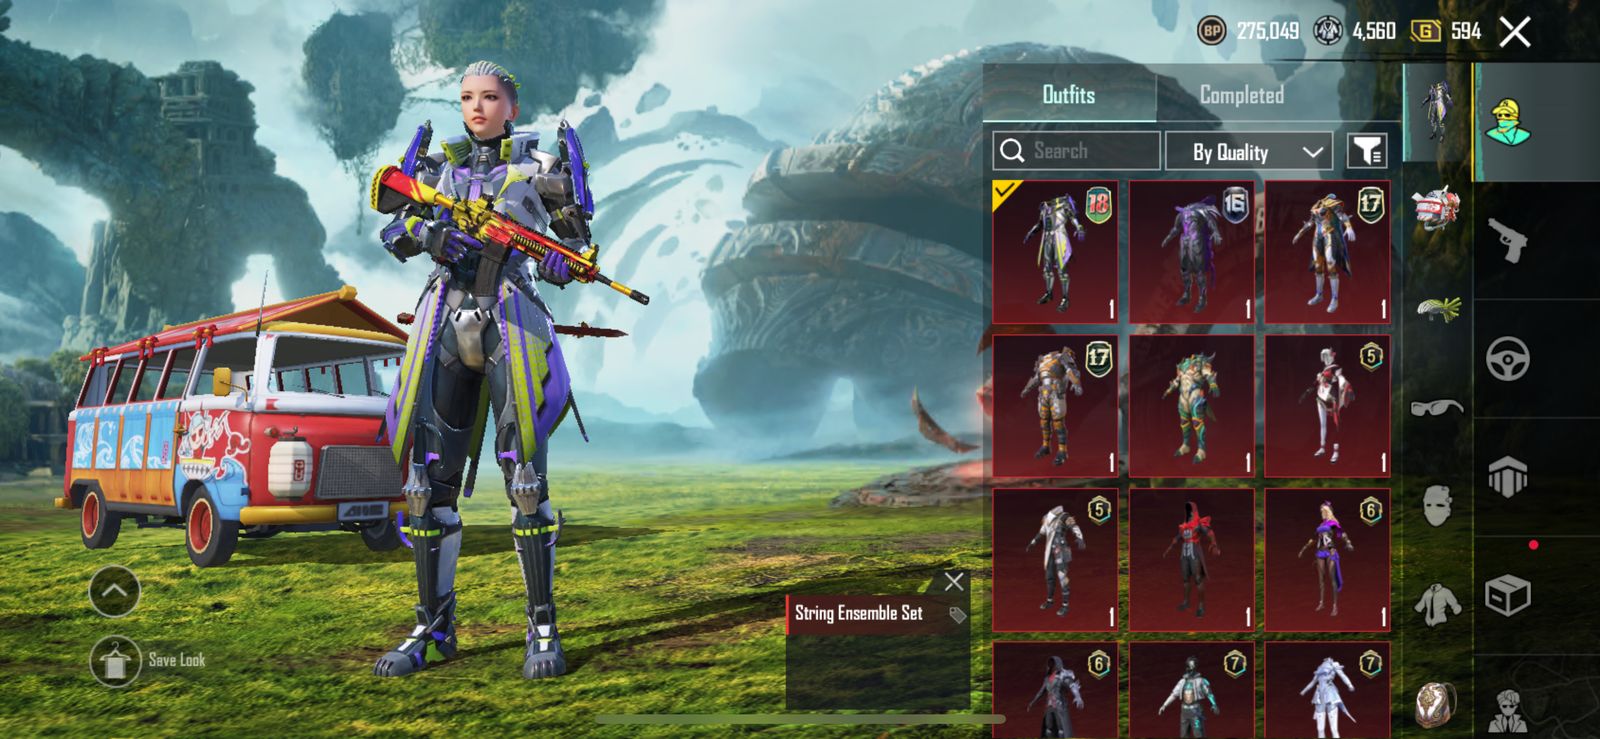 BP 275,049 4,560 G 594
Outfits Completed
Search By Quality
18 16 17
1 1 1
17 5
1 1 1
5 6
1 1 1
6 7 7
String Ensemble Set
Save Look